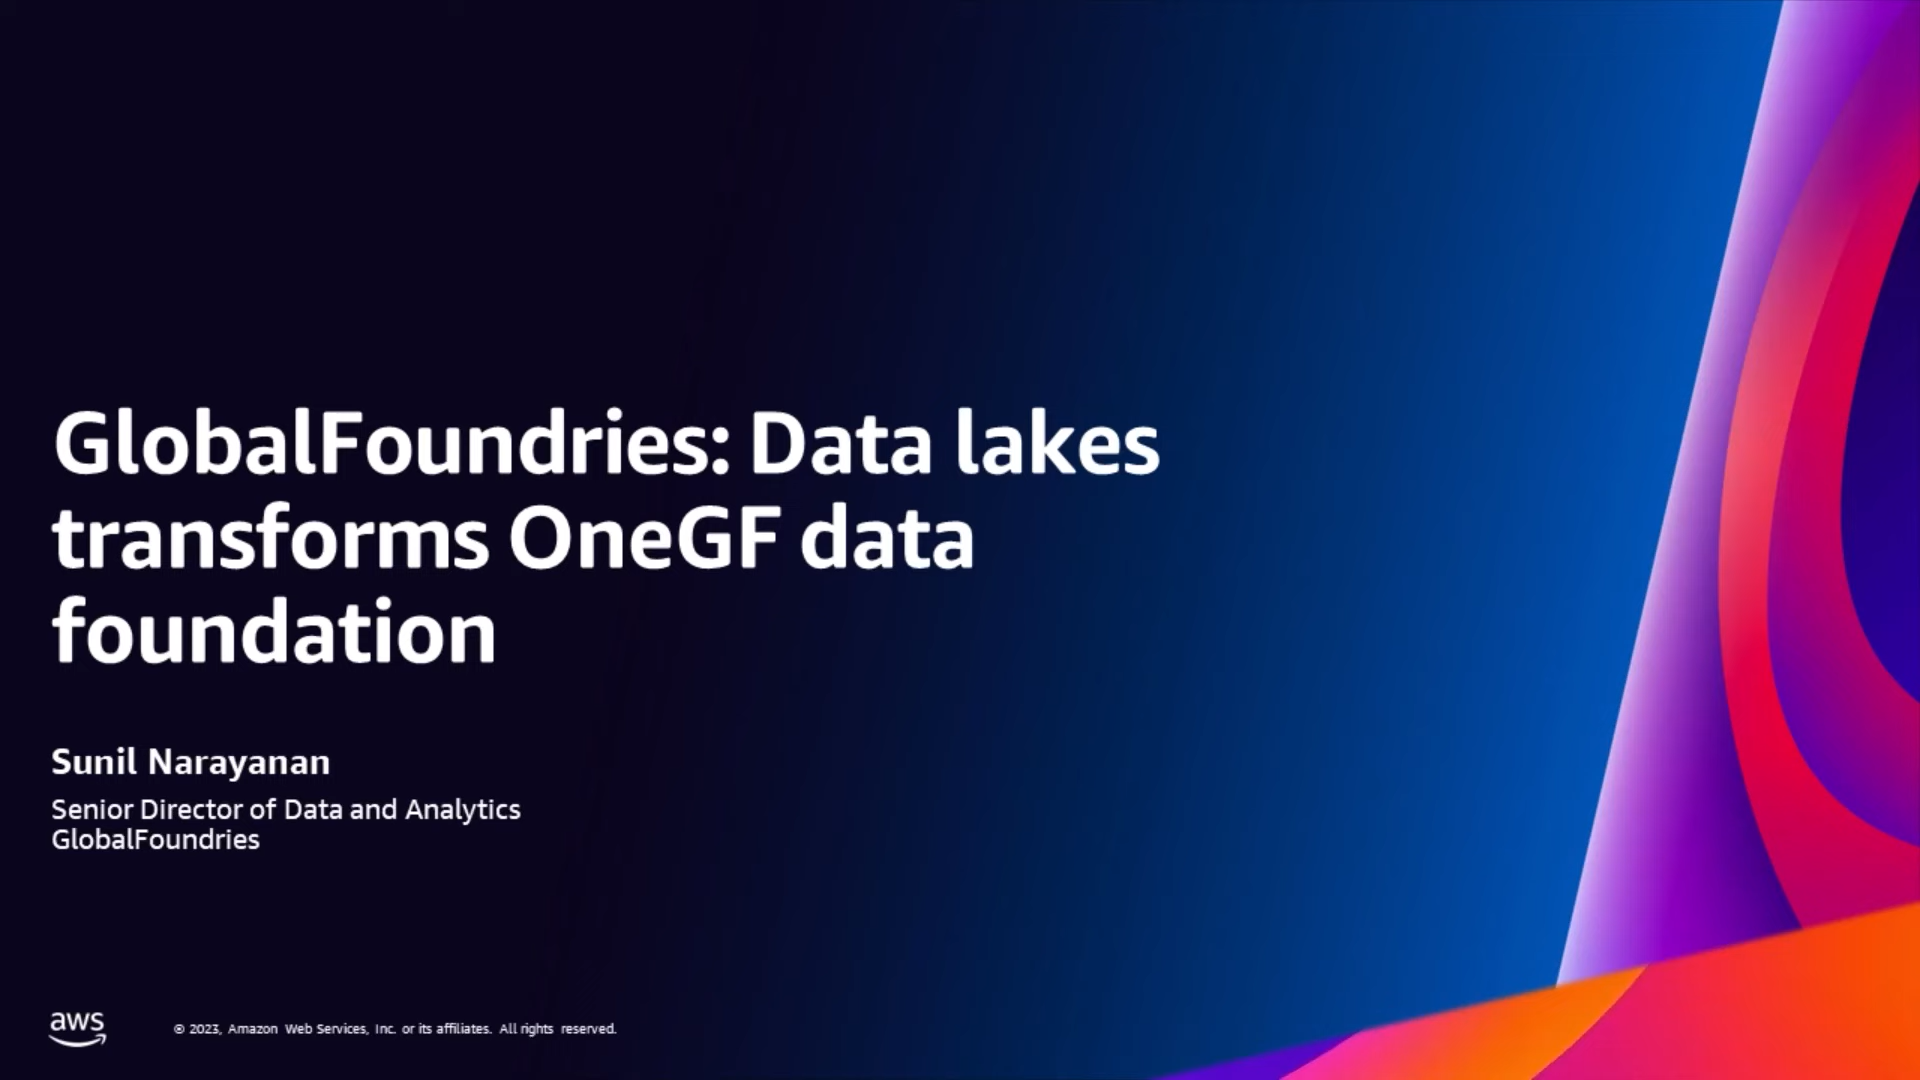 GlobalFoundries: Data lakes
transforms OneGF data
foundation
Sunil Narayanan
Senior Director of Data and Analytics
GlobalFoundries
aws
© 2023, Amazon Web Services, Inc. or its affiliates. All rights reserved.